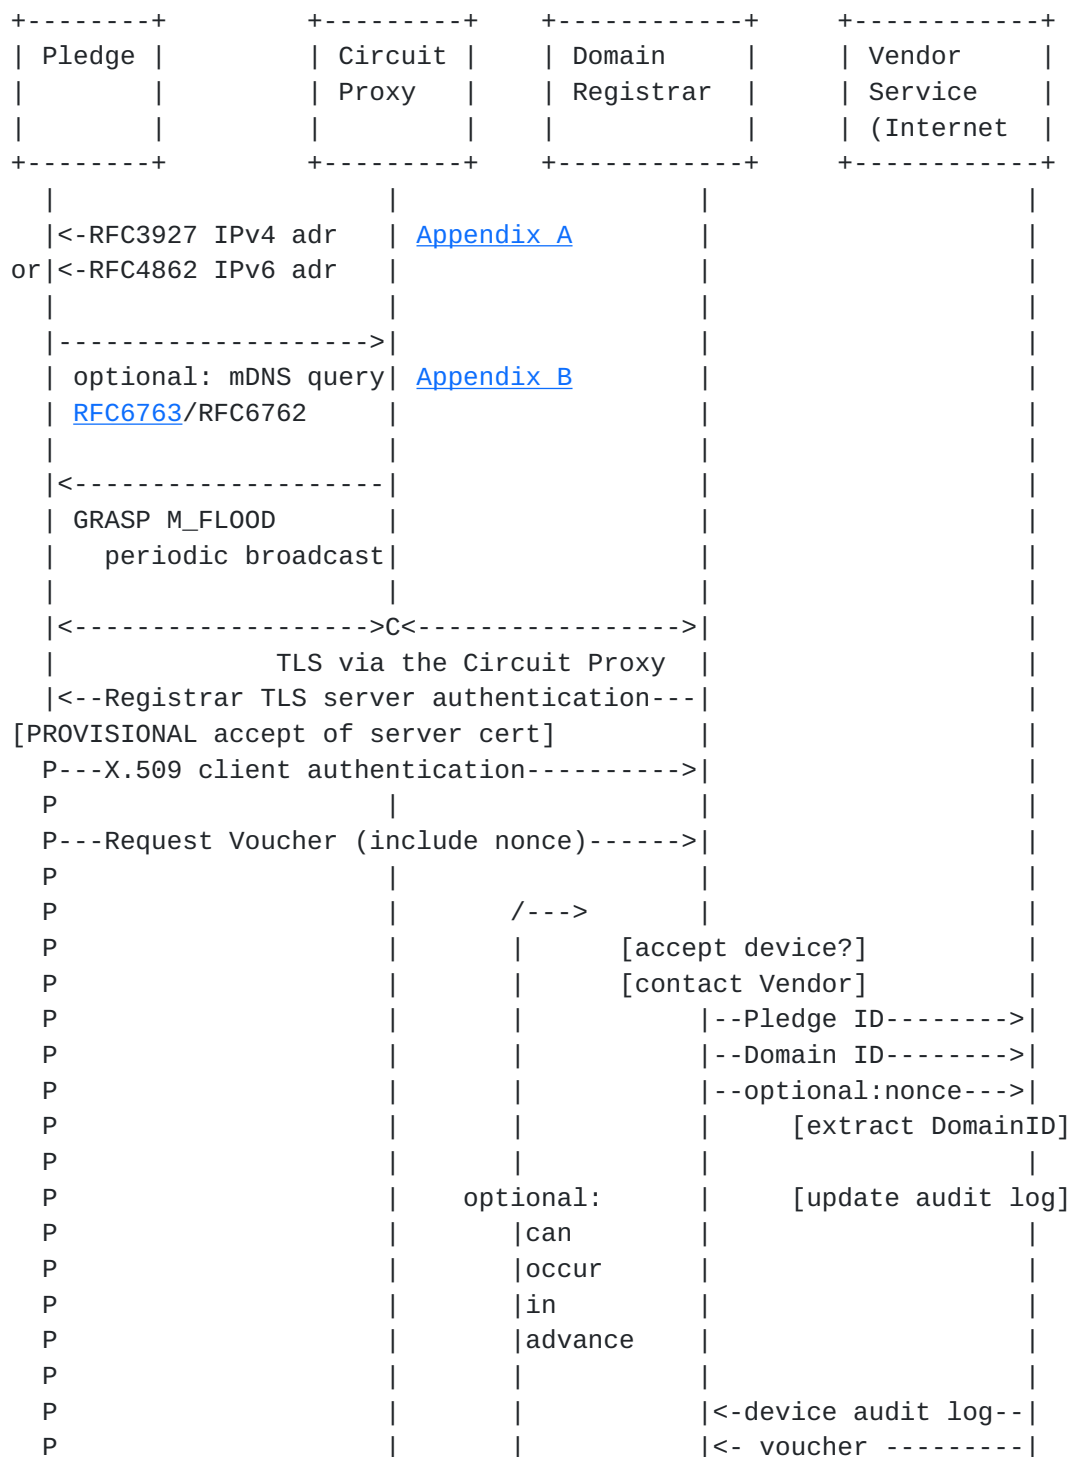 +--------+         +---------+    +------------+     +------------+
| Pledge |         | Circuit |    | Domain     |     | Vendor     |
|        |         | Proxy   |    | Registrar  |     | Service    |
|        |         |         |    |            |     | (Internet  |
+--------+         +---------+    +------------+     +------------+
  |                     |                   |                    |
  |<-RFC3927 IPv4 adr   | Appendix A        |                    |
or|<-RFC4862 IPv6 adr   |                   |                    |
  |                     |                   |                    |
  |-------------------->|                   |                    |
  | optional: mDNS query| Appendix B        |                    |
  | RFC6763/RFC6762     |                   |                    |
  |                     |                   |                    |
  |<--------------------|                   |                    |
  | GRASP M_FLOOD       |                   |                    |
  |   periodic broadcast|                   |                    |
  |                     |                   |                    |
  |<------------------->C<----------------->|                    |
  |              TLS via the Circuit Proxy  |                    |
  |<--Registrar TLS server authentication---|                    |
[PROVISIONAL accept of server cert]         |                    |
  P---X.509 client authentication---------->|                    |
  P                     |                   |                    |
  P---Request Voucher (include nonce)------>|                    |
  P                     |                   |                    |
  P                     |       /--->       |                    |
  P                     |       |      [accept device?]          |
  P                     |       |      [contact Vendor]          |
  P                     |       |           |--Pledge ID-------->|
  P                     |       |           |--Domain ID-------->|
  P                     |       |           |--optional:nonce--->|
  P                     |       |           |     [extract DomainID]
  P                     |       |           |                    |
  P                     |    optional:      |     [update audit log]
  P                     |       |can        |                    |
  P                     |       |occur      |                    |
  P                     |       |in         |                    |
  P                     |       |advance    |                    |
  P                     |       |           |                    |
  P                     |       |           |<-device audit log--|
  P                     |       |           |<- voucher ---------|